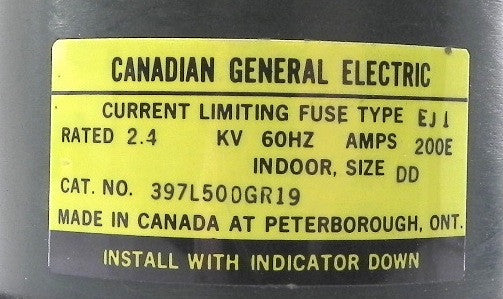 CANADIAN GENERAL ELECTRIC
CURRENT LIMITING FUSE TYPE EJ1
RATED 2.4 KV 60HZ AMPS 200E
INDOOR, SIZE DD
CAT. NO. 397L500GR19
MADE IN CANADA AT PETERBOROUGH, ONT.
INSTALL WITH INDICATOR DOWN